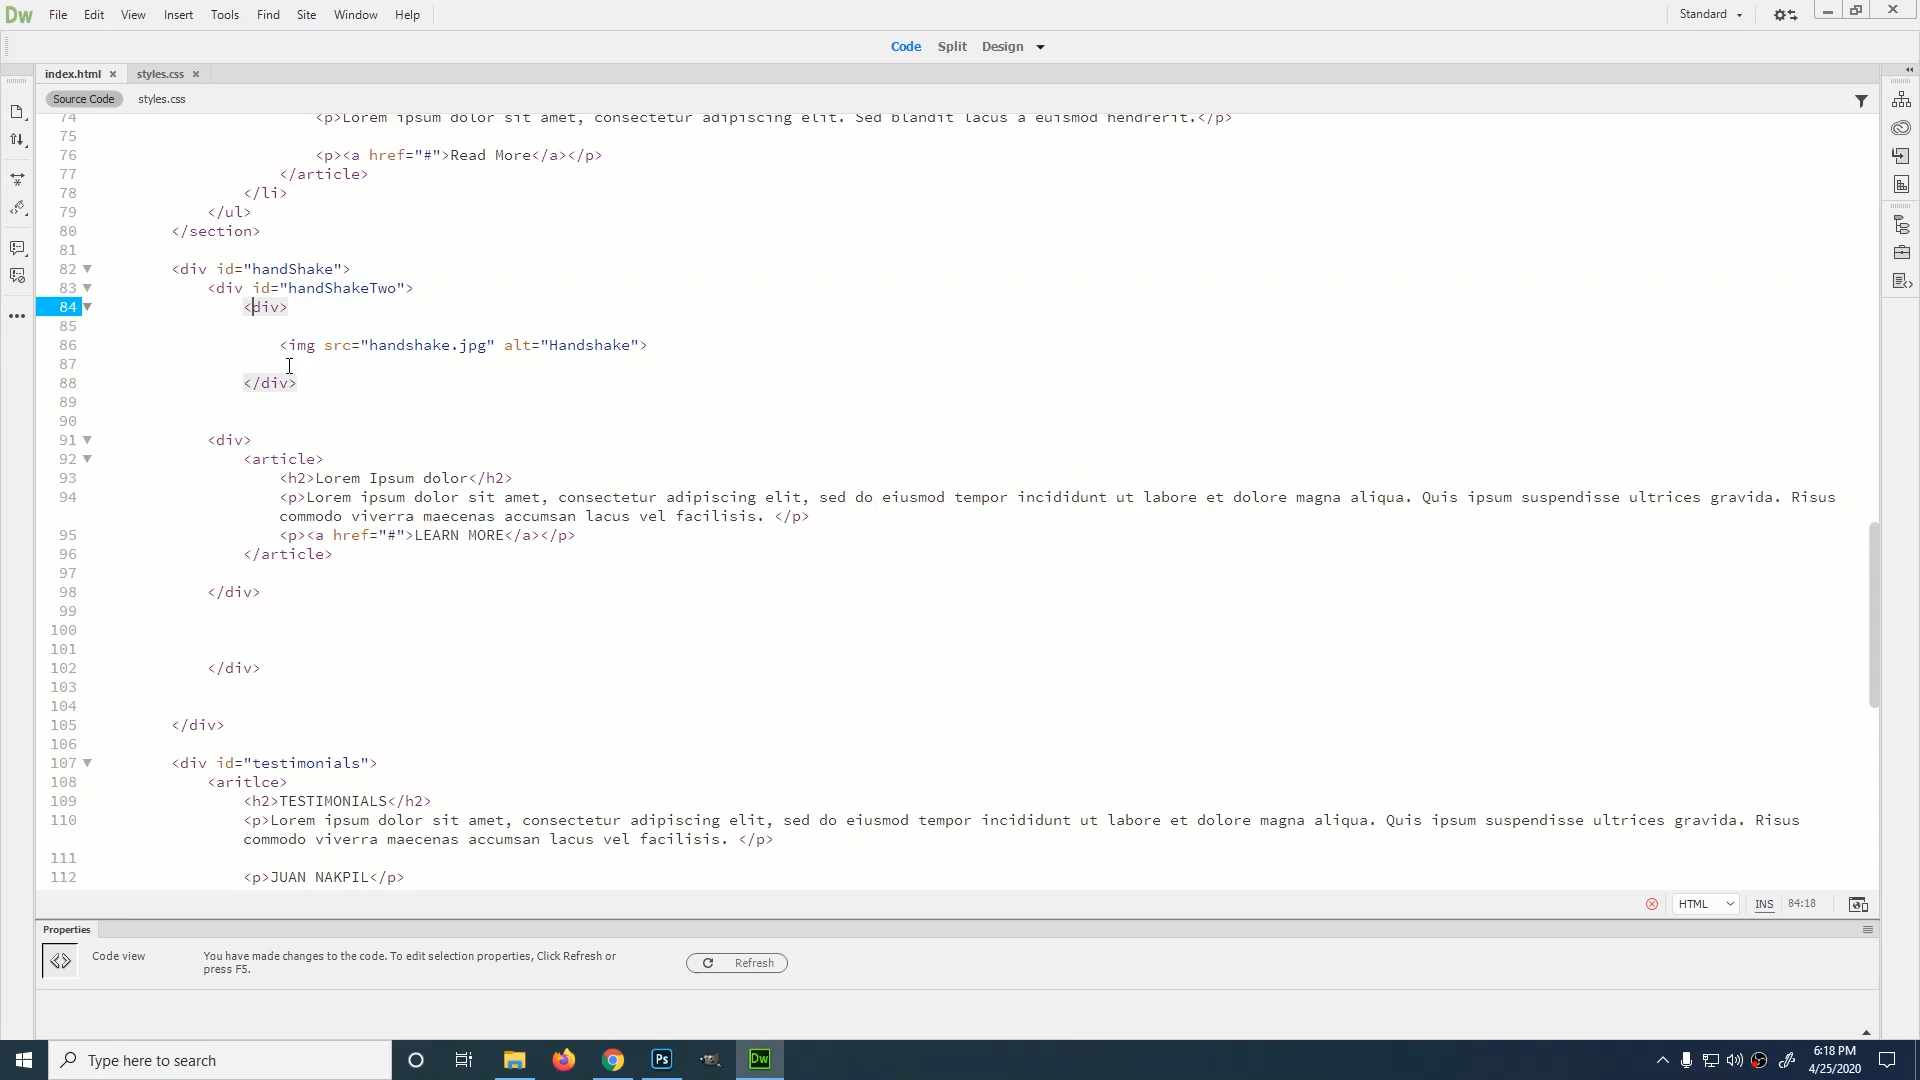 Dw File Edit View Insert Format Tools Find Site Window Help Standard
Code Split Design
index.html × styles.css ×
Source Code styles.css
74 <p>Lorem ipsum dolor sit amet, consectetur adipiscing elit. Sed blandit lacus a euismod hendrerit.</p>
75
76 <p><a href="#">Read More</a></p>
77 </article>
78 </li>
79 </ul>
80 </section>
81
82 <div id="handShake">
83 <div id="handShakeTwo">
84 <div>
85
86 <img src="handshake.jpg" alt="Handshake">
87
88 </div>
89
90
91 <div>
92 <article>
93 <h2>Lorem Ipsum dolor</h2>
94 <p>Lorem ipsum dolor sit amet, consectetur adipiscing elit, sed do eiusmod tempor incididunt ut labore et dolore magna aliqua. Quis ipsum suspendisse ultrices gravida. Risus
commodo viverra maecenas accumsan lacus vel facilisis. </p>
95 <p><a href="#">LEARN MORE</a></p>
96 </article>
97
98 </div>
99
100
101
102 </div>
103
104
105 </div>
106
107 <div id="testimonials">
108 <aritlce>
109 <h2>TESTIMONIALS</h2>
110 <p>Lorem ipsum dolor sit amet, consectetur adipiscing elit, sed do eiusmod tempor incididunt ut labore et dolore magna aliqua. Quis ipsum suspendisse ultrices gravida. Risus
commodo viverra maecenas accumsan lacus vel facilisis. </p>
111
112 <p>JUAN NAKPIL</p>
HTML INS 84:18
Properties
Code view You have made changes to the code. To edit selection properties, Click Refresh or
press F5. Refresh
Type here to search Ps Dw 6:18 PM
4/25/2020